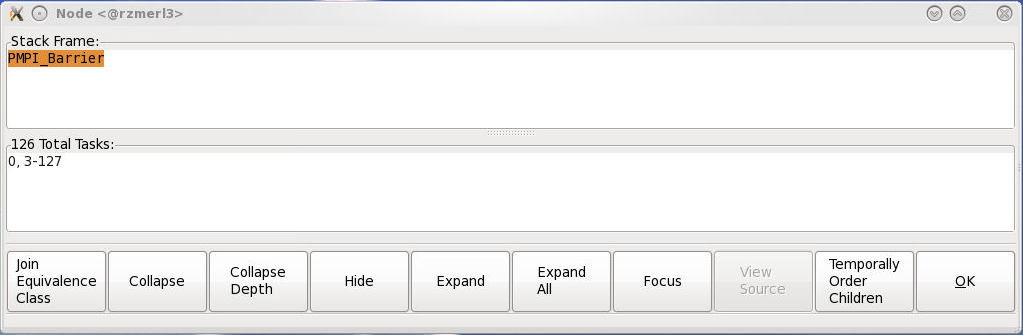 Node <@rzmerl3>
Stack Frame:
PMPI_Barrier
126 Total Tasks:
0, 3-127
Join
Equivalence
Class
Collapse
Collapse
Depth
Hide
Expand
Expand
All
Focus
View
Source
Temporally
Order
Children
OK